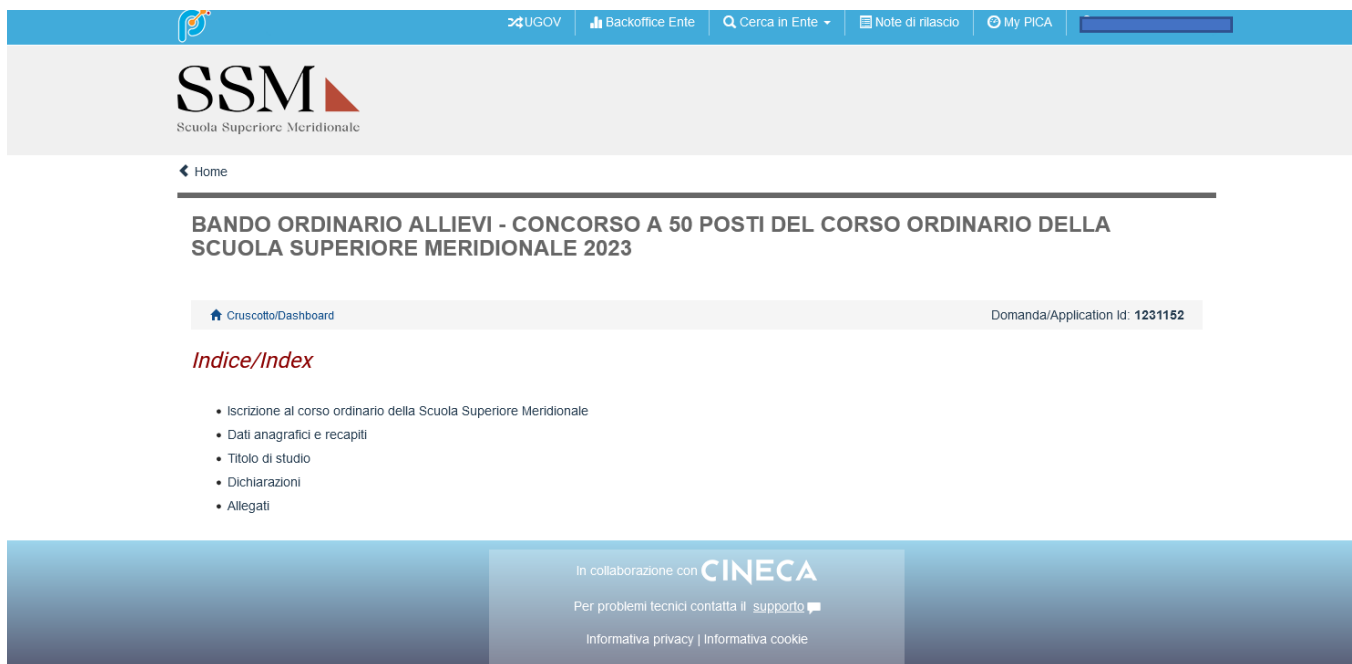 UGOV Backoffice Ente Cerca in Ente Note di rilascio My PICA
SSM
Scuola Superiore Meridionale
Home
BANDO ORDINARIO ALLIEVI - CONCORSO A 50 POSTI DEL CORSO ORDINARIO DELLA
SCUOLA SUPERIORE MERIDIONALE 2023
Cruscotto/Dashboard Domanda/Application Id: 1231152
Indice/Index
• Iscrizione al corso ordinario della Scuola Superiore Meridionale
• Dati anagrafici e recapiti
• Titolo di studio
• Dichiarazioni
• Allegati
In collaborazione con CINECA
Per problemi tecnici contatta il supporto
Informativa privacy | Informativa cookie